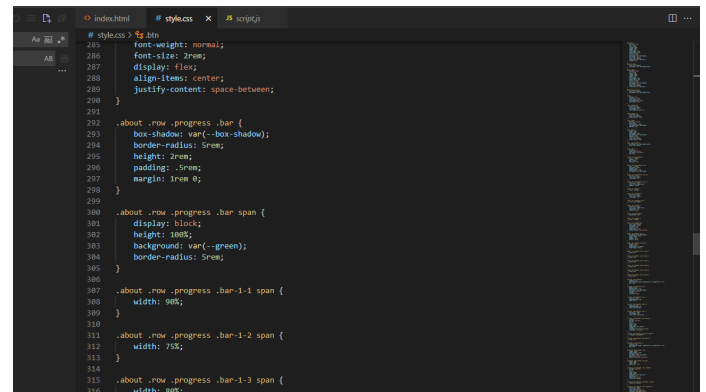 index.html # style.css × JS script.js
Aa
# style.css > .btn
AB
285 font-weight: normal;
286 font-size: 2rem;
287 display: flex;
288 align-items: center;
289 justify-content: space-between;
290 }
291
292 .about .row .progress .bar {
293 box-shadow: var(--box-shadow);
294 border-radius: 5rem;
295 height: 2rem;
296 padding: .5rem;
297 margin: 1rem 0;
298 }
299
300 .about .row .progress .bar span {
301 display: block;
302 height: 100%;
303 background: var(--green);
304 border-radius: 5rem;
305 }
306
307 .about .row .progress .bar-1-1 span {
308 width: 90%;
309 }
310
311 .about .row .progress .bar-1-2 span {
312 width: 75%;
313 }
314
315 .about .row .progress .bar-1-3 span {
316 width: 80%;